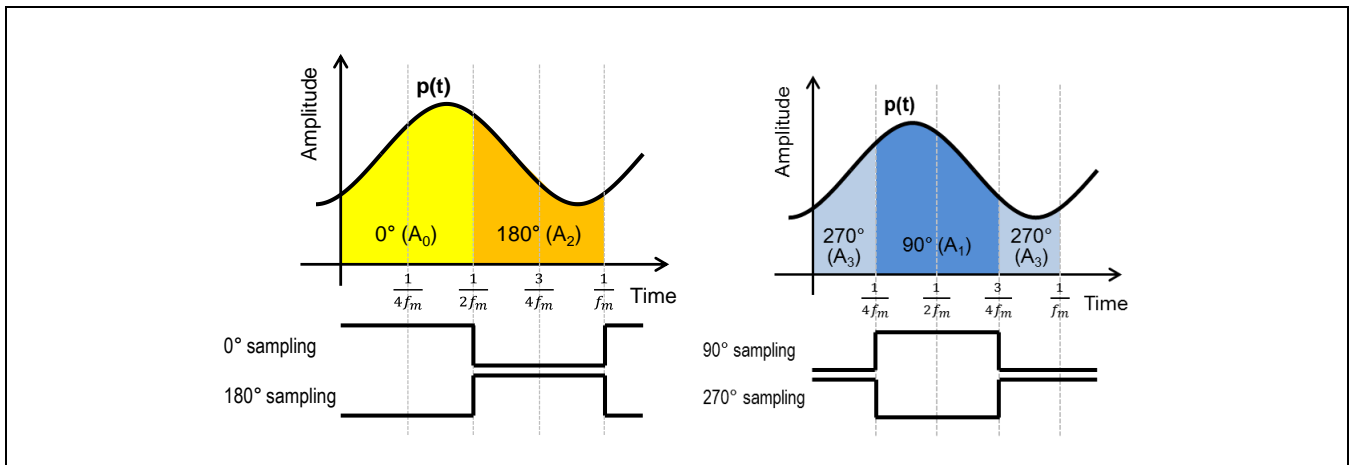 Amplitude
p(t)
0° (A₀)
180° (A₂)
1/4fₘ
1/2fₘ
3/4fₘ
1/fₘ
Time
0° sampling
180° sampling
Amplitude
p(t)
270° (A₃)
90° (A₁)
270° (A₃)
1/4fₘ
1/2fₘ
3/4fₘ
1/fₘ
Time
90° sampling
270° sampling